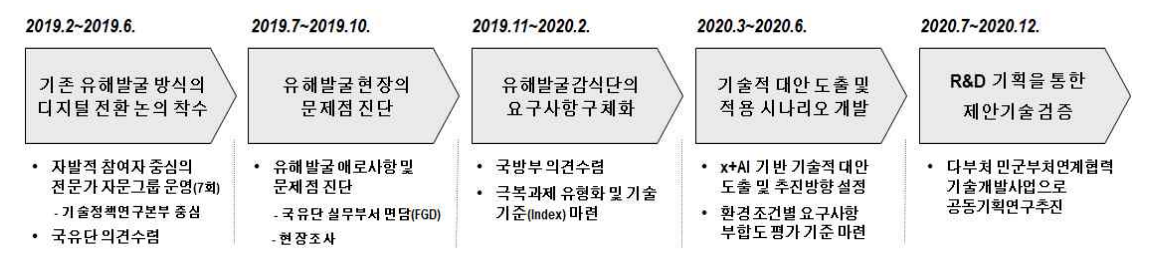 2019.2~2019.6.
기존 유해발굴 방식의
디지털 전환 논의 착수
• 자발적 참여자 중심의
전문가 자문그룹 운영(7회)
- 기술정책연구본부 중심
• 국유단 의견수렴
2019.7~2019.10.
유해발굴현장의
문제점 진단
• 유해발굴 애로사항 및
문제점 진단
- 국유단 실무부서 면담(FGD)
- 현장조사
2019.11~2020.2.
유해발굴감식단의
요구사항 구체화
• 국방부 의견수렴
• 극복과제 유형화 및 기술
기준(Index) 마련
2020.3~2020.6.
기술적 대안 도출 및
적용 시나리오 개발
• x+AI 기반 기술적 대안
도출 및 추진방향 설정
• 환경조건별 요구사항
부합도 평가 기준 마련
2020.7~2020.12.
R&D 기획을 통한
제안기술 검증
• 다부처 민군부처연계협력
기술개발사업으로
공동기획연구추진